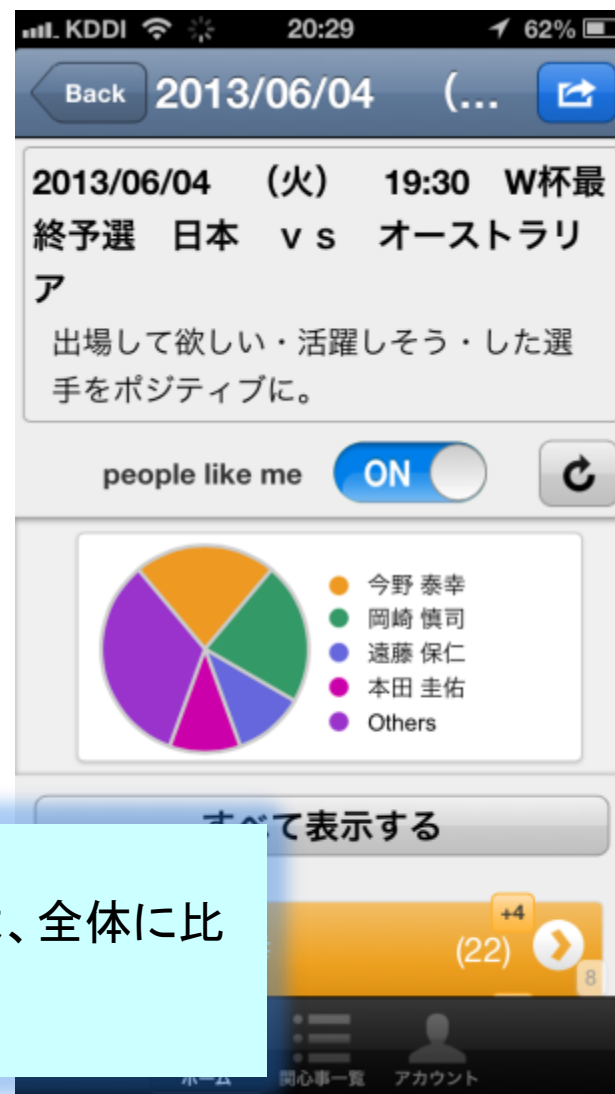 KDDI 20:29 62%
Back 2013/06/04 (...
2013/06/04 （火） 19:30 W杯最
終予選 日本 ｖｓ オーストラリ
ア
出場して欲しい・活躍しそう・した選
手をポジティブに。
people like me ON
今野 泰幸
岡崎 慎司
遠藤 保仁
本田 圭佑
Others
て表示する
、全体に比
+4
(22)
8
ホーム 関心事一覧 アカウント